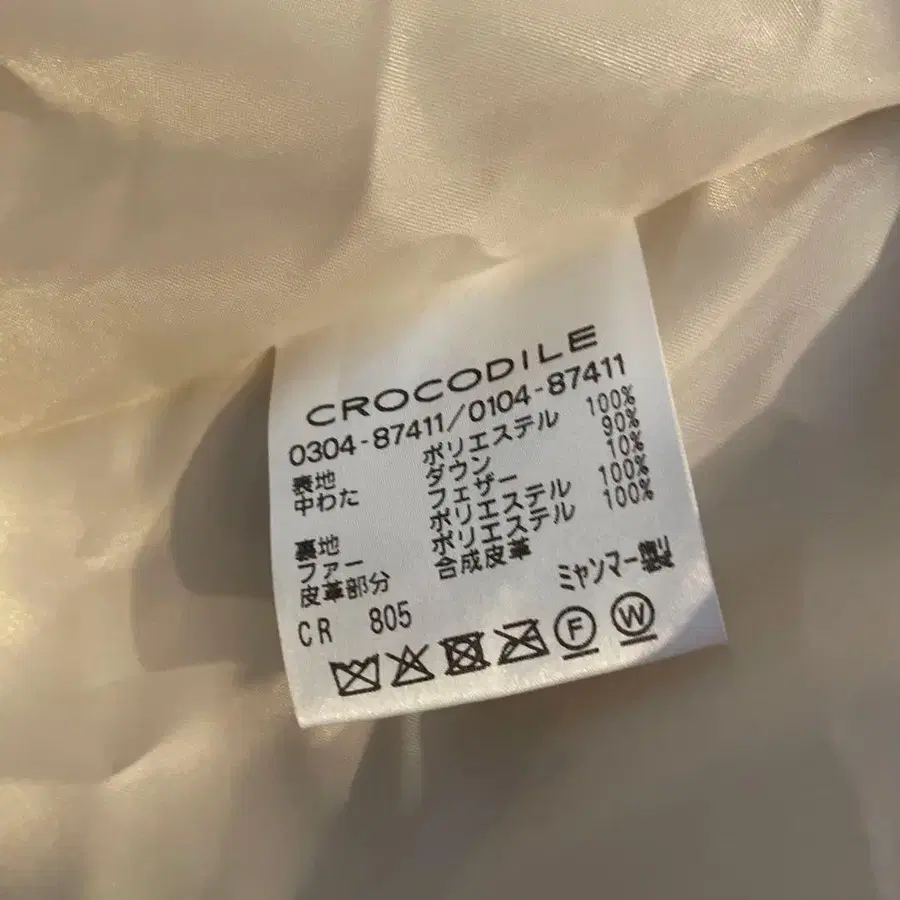 CROCODILE
0304-87411/0104-87411
表地 ポリエステル 100%
中わた ダウン 90%
フェザー 10%
裏地 ポリエステル 100%
ファー ポリエステル 100%
皮革部分 合成皮革
ミャンマー製
CR 805
F W